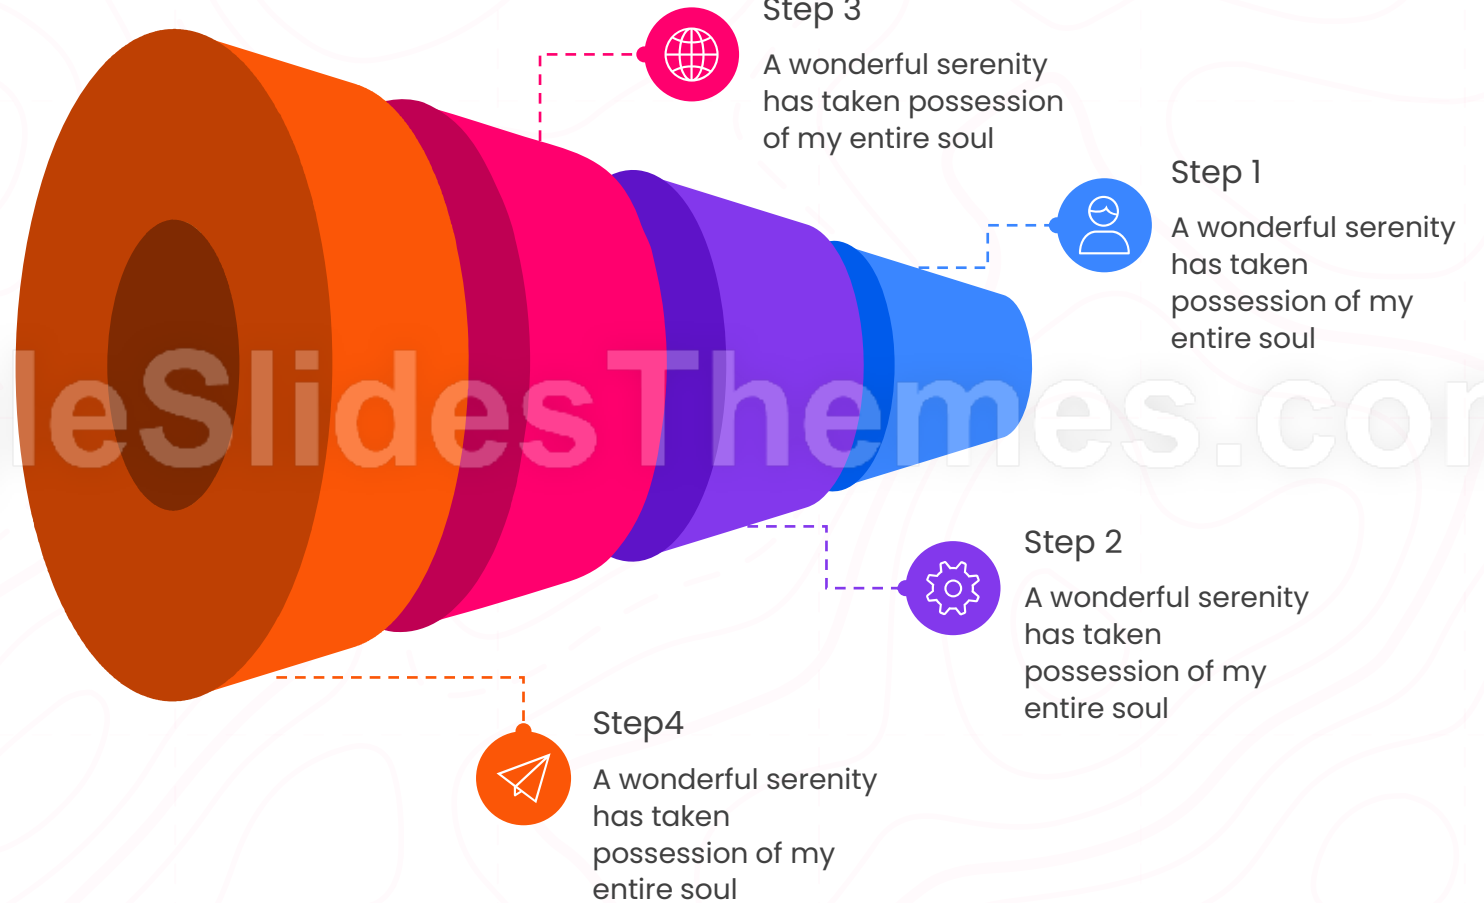 Step 3
A wonderful serenity
has taken possession
of my entire soul
Step 1
A wonderful serenity
has taken
possession of my
entire soul
leSlidesThemes.com
Step 2
A wonderful serenity
has taken
possession of my
entire soul
Step4
A wonderful serenity
has taken
possession of my
entire soul